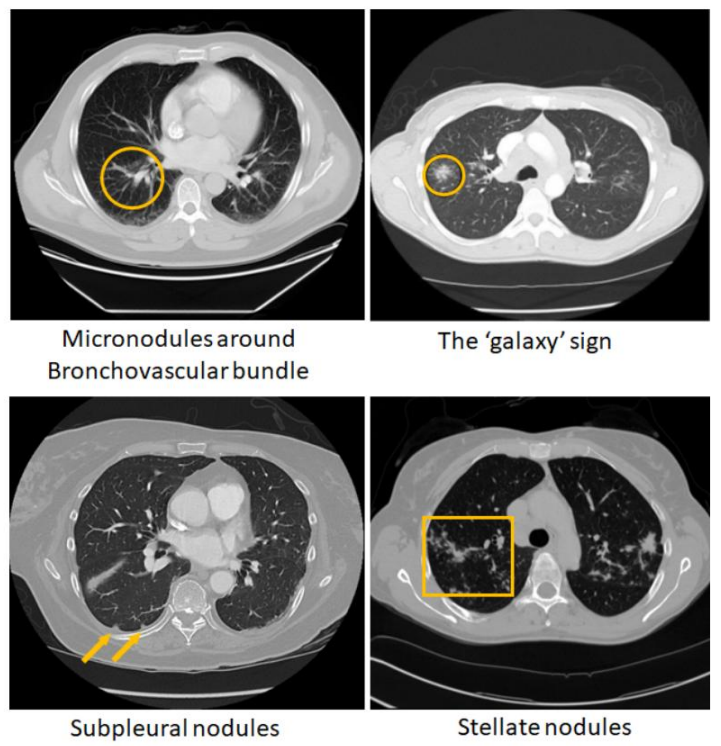 Micronodules around
Bronchovascular bundle
The ‘galaxy’ sign
Subpleural nodules
Stellate nodules